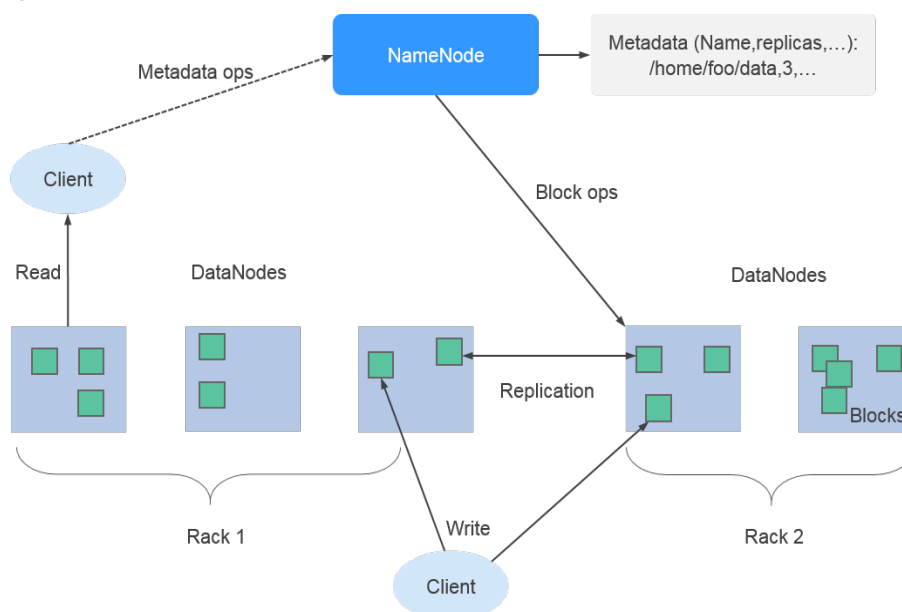 NameNode
Metadata (Name,replicas,…):
/home/foo/data,3,…
Metadata ops
Client
Block ops
Read
DataNodes
DataNodes
Replication
Blocks
Rack 1
Write
Rack 2
Client